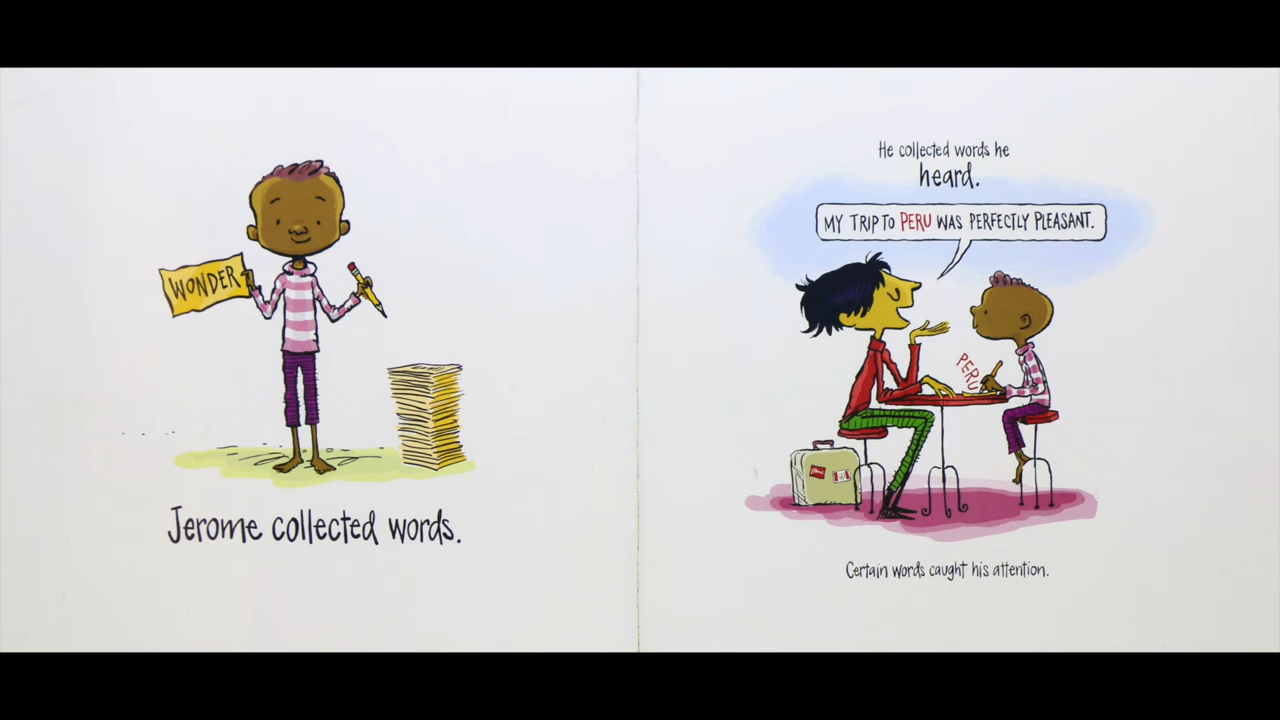 WONDER
Jerome collected words.
He collected words he
heard.
MY TRIP TO PERU WAS PERFECTLY PLEASANT.
PERU
Certain words caught his attention.